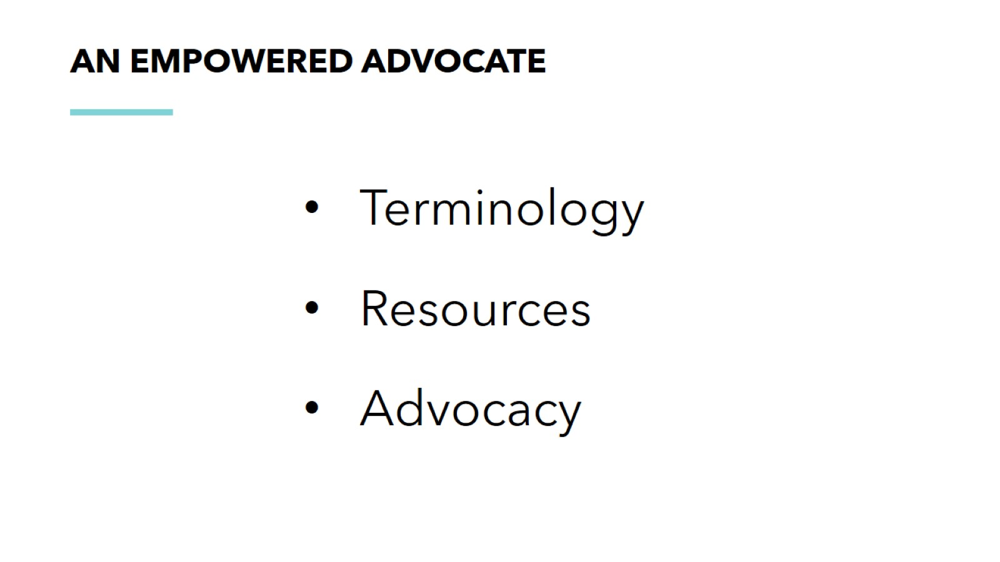 AN EMPOWERED ADVOCATE
• Terminology
• Resources
• Advocacy